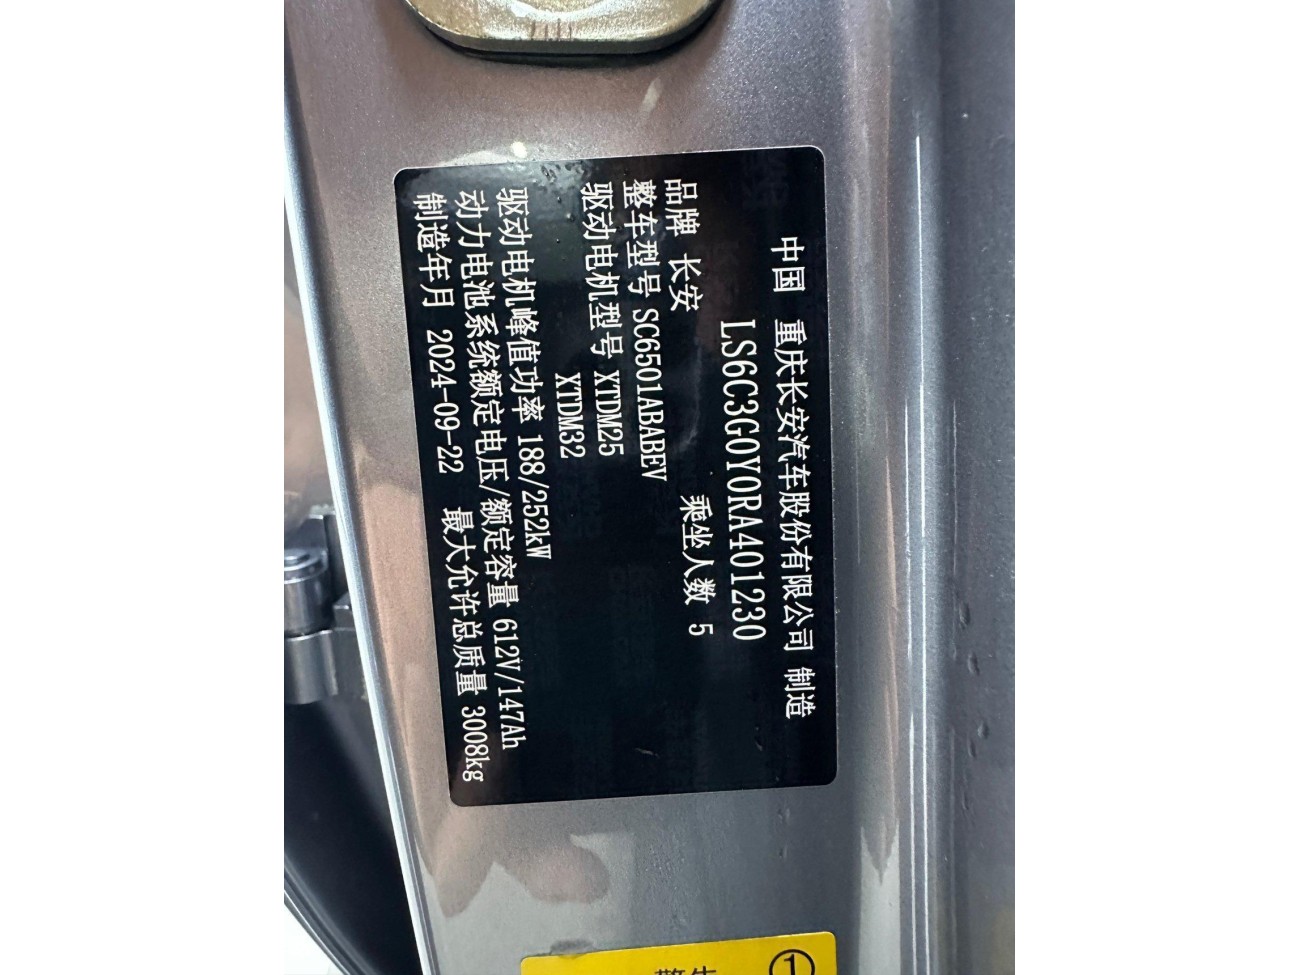 中国 重庆长安汽车股份有限公司 制造
LS6C3G0Y0RA401230
品牌 长安 乘坐人数 5
整车型号 SC6501ABABEV
驱动电机型号 XTDM25
XTDM32
驱动电机峰值功率 188/252kW
动力电池系统额定电压/额定容量 612V/147Ah
制造年月 2024-09-22 最大允许总质量 3008kg
警告
1